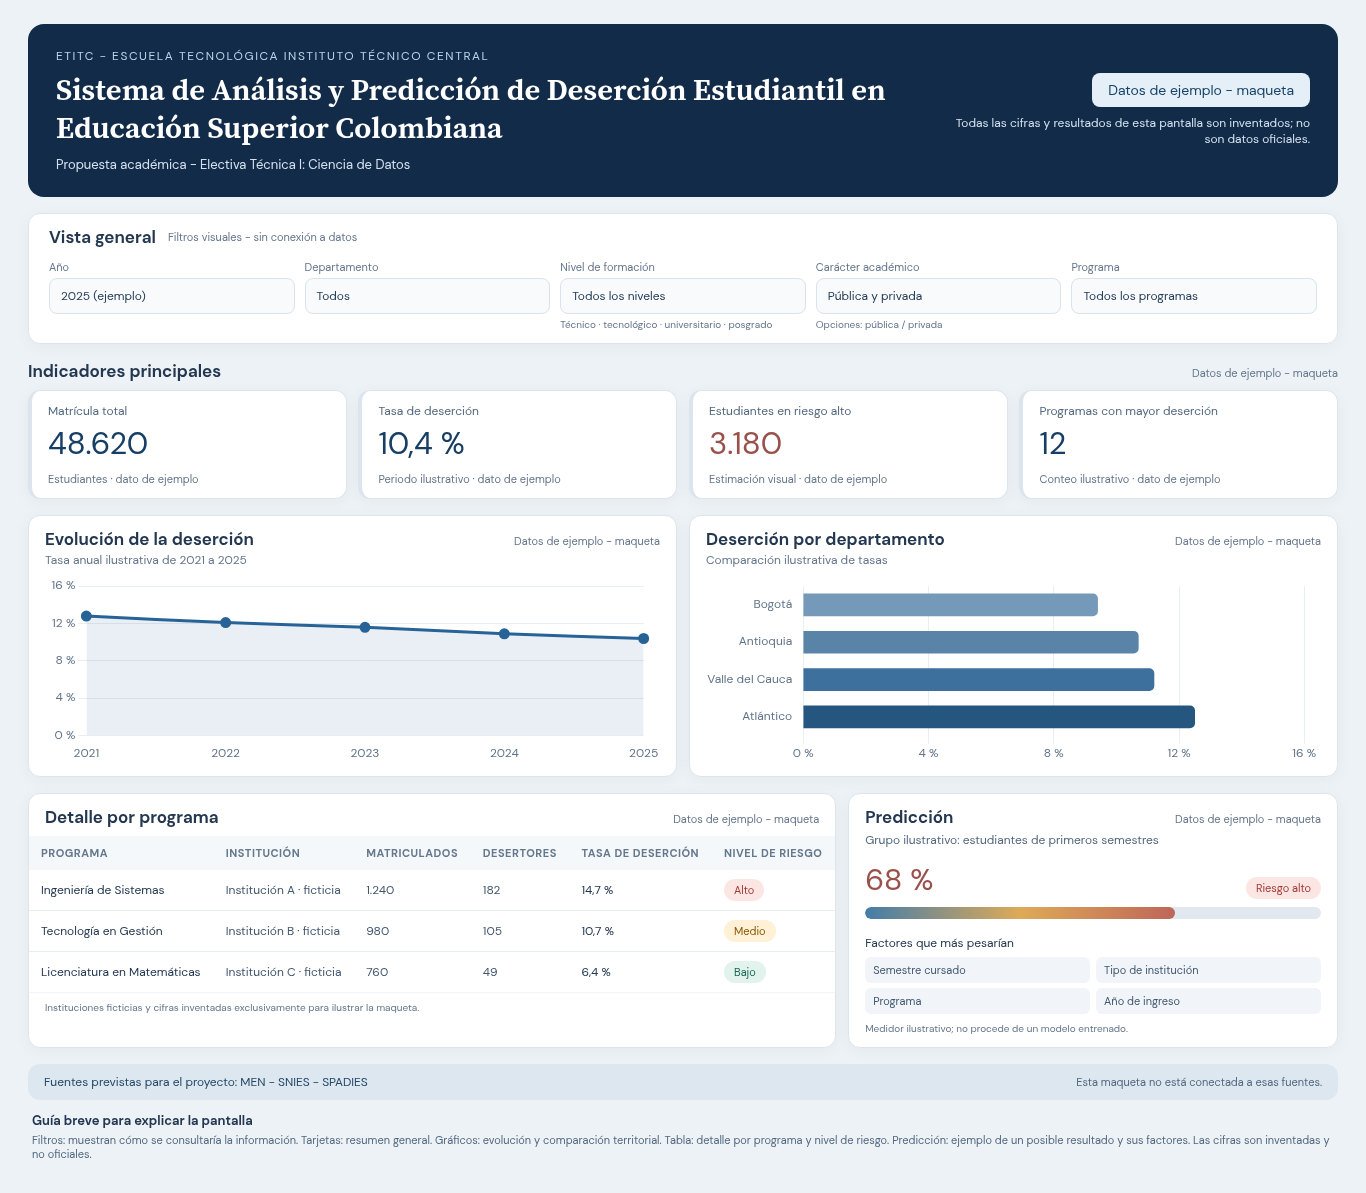 ETITC – ESCUELA TECNOLÓGICA INSTITUTO TÉCNICO CENTRAL
Sistema de Análisis y Predicción de Deserción Estudiantil en
Educación Superior Colombiana
Propuesta académica – Electiva Técnica I: Ciencia de Datos
Datos de ejemplo – maqueta
Todas las cifras y resultados de esta pantalla son inventados; no
son datos oficiales.
Vista general
Filtros visuales – sin conexión a datos
Año
Departamento
Nivel de formación
Carácter académico
Programa
2025 (ejemplo)
Todos
Todos los niveles
Pública y privada
Todos los programas
Técnico · tecnológico · universitario · posgrado
Opciones: pública / privada
Indicadores principales
Datos de ejemplo – maqueta
Matrícula total
48.620
Estudiantes · dato de ejemplo
Tasa de deserción
10,4 %
Periodo ilustrativo · dato de ejemplo
Estudiantes en riesgo alto
3.180
Estimación visual · dato de ejemplo
Programas con mayor deserción
12
Conteo ilustrativo · dato de ejemplo
Evolución de la deserción
Datos de ejemplo – maqueta
Tasa anual ilustrativa de 2021 a 2025
16 %
12 %
8 %
4 %
0 %
2021 2022 2023 2024 2025
Deserción por departamento
Datos de ejemplo – maqueta
Comparación ilustrativa de tasas
Bogotá
Antioquia
Valle del Cauca
Atlántico
0 % 4 % 8 % 12 % 16 %
Detalle por programa
Datos de ejemplo – maqueta
PROGRAMA INSTITUCIÓN MATRICULADOS DESERTORES TASA DE DESERCIÓN NIVEL DE RIESGO
Ingeniería de Sistemas Institución A · ficticia 1.240 182 14,7 % Alto
Tecnología en Gestión Institución B · ficticia 980 105 10,7 % Medio
Licenciatura en Matemáticas Institución C · ficticia 760 49 6,4 % Bajo
Instituciones ficticias y cifras inventadas exclusivamente para ilustrar la maqueta.
Predicción
Datos de ejemplo – maqueta
Grupo ilustrativo: estudiantes de primeros semestres
68 %
Riesgo alto
Factores que más pesarían
Semestre cursado
Tipo de institución
Programa
Año de ingreso
Medidor ilustrativo; no procede de un modelo entrenado.
Fuentes previstas para el proyecto: MEN – SNIES – SPADIES
Esta maqueta no está conectada a esas fuentes.
Guía breve para explicar la pantalla
Filtros: muestran cómo se consultaría la información. Tarjetas: resumen general. Gráficos: evolución y comparación territorial. Tabla: detalle por programa y nivel de riesgo. Predicción: ejemplo de un posible resultado y sus factores. Las cifras son inventadas y
no oficiales.